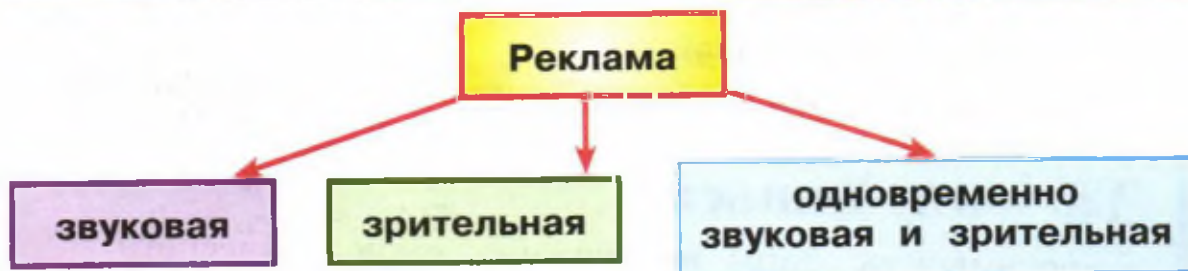 Реклама
звуковая
зрительная
одновременно
звуковая и зрительная